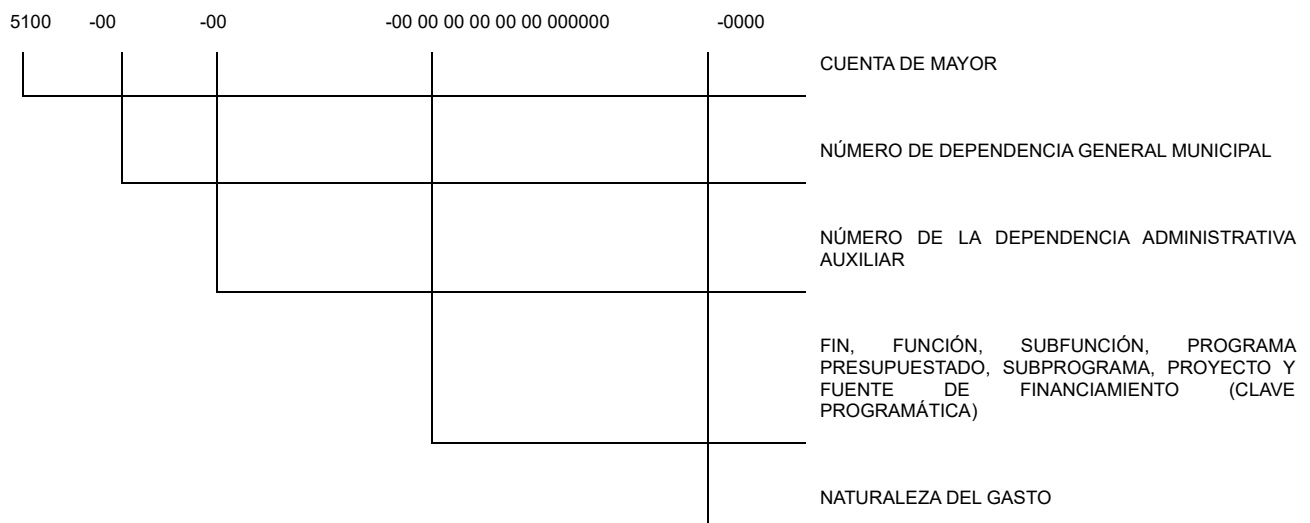 5100 -00 -00 -00 00 00 00 00 00 000000 -0000
CUENTA DE MAYOR
NÚMERO DE DEPENDENCIA GENERAL MUNICIPAL
NÚMERO DE LA DEPENDENCIA ADMINISTRATIVA
AUXILIAR
FIN, FUNCIÓN, SUBFUNCIÓN, PROGRAMA
PRESUPUESTADO, SUBPROGRAMA, PROYECTO Y
FUENTE DE FINANCIAMIENTO (CLAVE
PROGRAMÁTICA)
NATURALEZA DEL GASTO